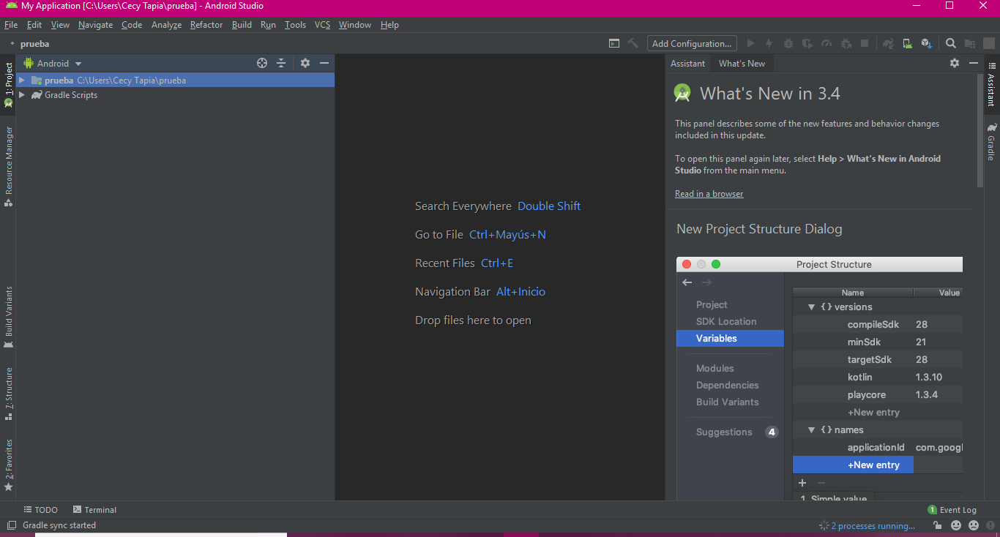 My Application [C:\Users\Cecy Tapia\prueba] - Android Studio
File Edit View Navigate Code Analyze Refactor Build Run Tools VCS Window Help
prueba
Add Configuration...
1: Project
Resource Manager
Build Variants
7: Structure
2: Favorites
Android
prueba C:\Users\Cecy Tapia\prueba
Gradle Scripts
Search Everywhere Double Shift
Go to File Ctrl+Mayús+N
Recent Files Ctrl+E
Navigation Bar Alt+Inicio
Drop files here to open
Assistant What's New
What's New in 3.4
This panel describes some of the new features and behavior changes
included in this update.
To open this panel again later, select Help > What's New in Android
Studio from the main menu.
Read in a browser
New Project Structure Dialog
Project Structure
Project
SDK Location
Variables
Modules
Dependencies
Build Variants
Suggestions 4
Name Value
{} versions
compileSdk 28
minSdk 21
targetSdk 28
kotlin 1.3.10
playcore 1.3.4
+New entry
{} names
applicationId com.googl
+New entry
1. Simple value
Assistant
Gradle
TODO Terminal
1 Event Log
Gradle sync started
2 processes running...